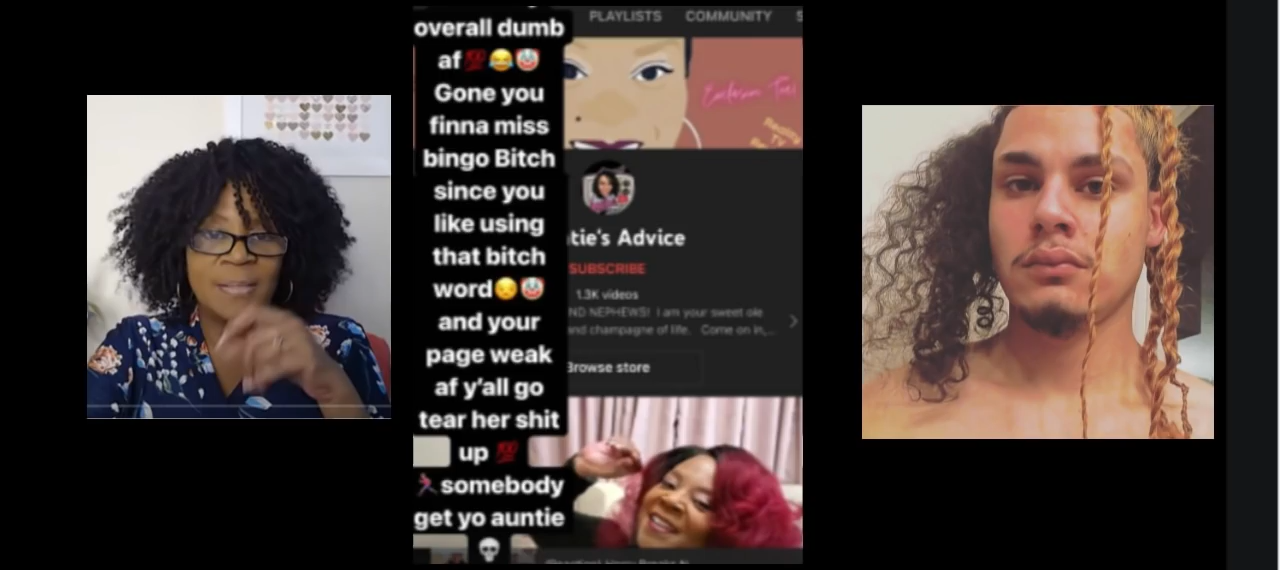 PLAYLISTS COMMUNITY S
overall dumb
af💯😂🤡
Gone you
finna miss
bingo Bitch
since you
like using
that bitch
word😒🤡
and your
page weak
af y'all go
tear her shit
up 💯
🏃🏾‍♀️somebody
get yo auntie
💀
tie's Advice
SUBSCRIBE
1.3K videos
ND NEPHEWS! I am your sweet ole
and champagne of life. Come on in,...
Browse store